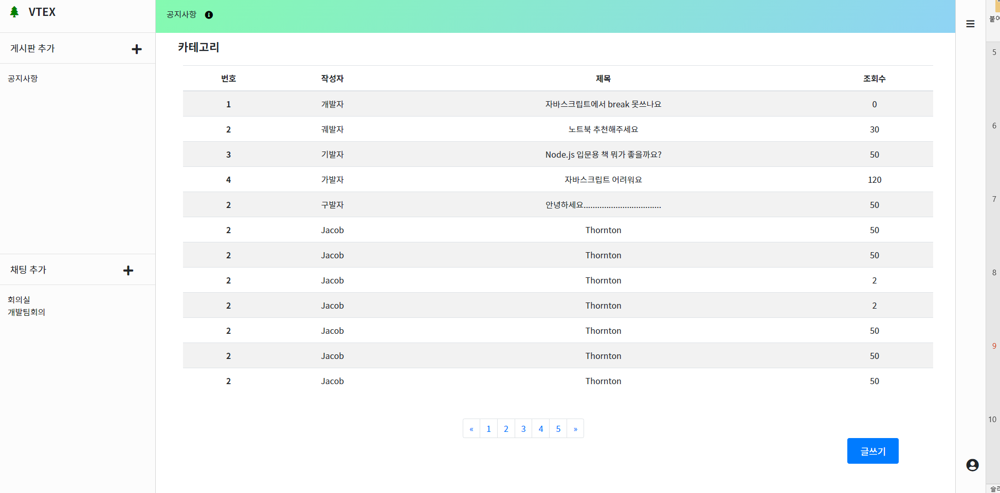 VTEX
게시판 추가
공지사항
채팅 추가
회의실
개발팀회의
공지사항
카테고리
번호 작성자 제목 조회수
1 개발자 자바스크립트에서 break 못쓰나요 0
2 궤발자 노트북 추천해주세요 30
3 기발자 Node.js 입문용 책 뭐가 좋을까요? 50
4 가발자 자바스크립트 어려워요 120
2 구발자 안녕하세요.................................. 50
2 Jacob Thornton 50
2 Jacob Thornton 50
2 Jacob Thornton 2
2 Jacob Thornton 2
2 Jacob Thornton 50
2 Jacob Thornton 50
2 Jacob Thornton 50
« 1 2 3 4 5 »
글쓰기
5
6
7
8
9
10